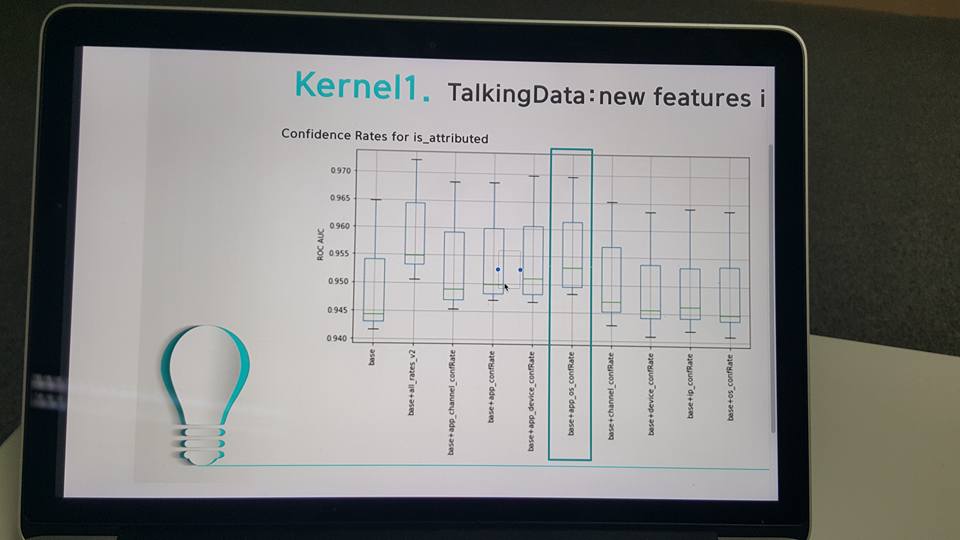 Kernel1. TalkingData:new features i
Confidence Rates for is_attributed
ROC AUC
0.970
0.965
0.960
0.955
0.950
0.945
0.940
base
base+all_rates_v2
base+app_channel_confRate
base+app_confRate
base+app_device_confRate
base+app_os_confRate
base+channel_confRate
base+device_confRate
base+ip_confRate
base+os_confRate